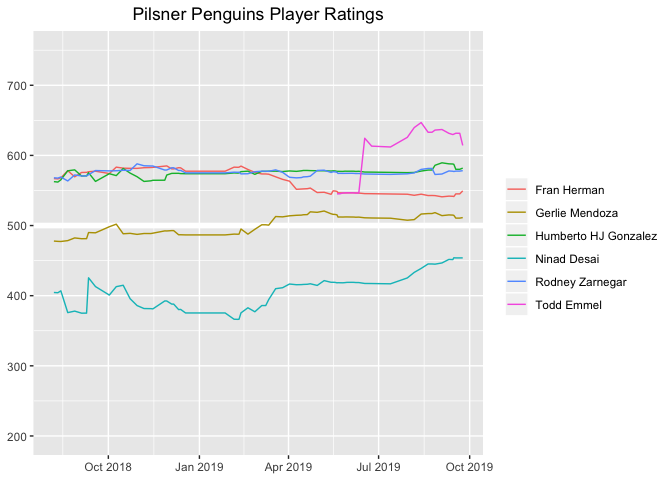 Pilsner Penguins Player Ratings
700
600
500
400
300
200
Oct 2018
Jan 2019
Apr 2019
Jul 2019
Oct 2019
Fran Herman
Gerlie Mendoza
Humberto HJ Gonzalez
Ninad Desai
Rodney Zarnegar
Todd Emmel